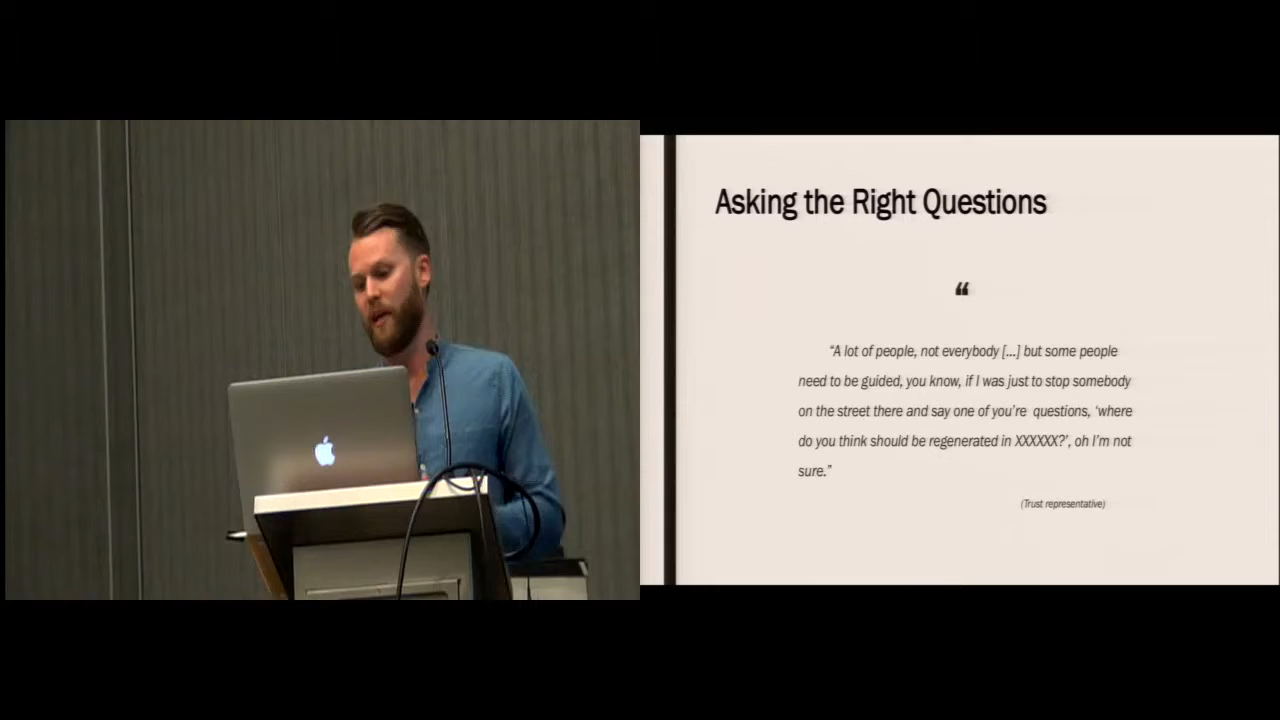 Asking the Right Questions
❝
“A lot of people, not everybody [...] but some people
need to be guided, you know, if I was just to stop somebody
on the street there and say one of you’re  questions, ‘where
do you think should be regenerated in XXXXXX?’, oh I’m not
sure.”
(Trust representative)